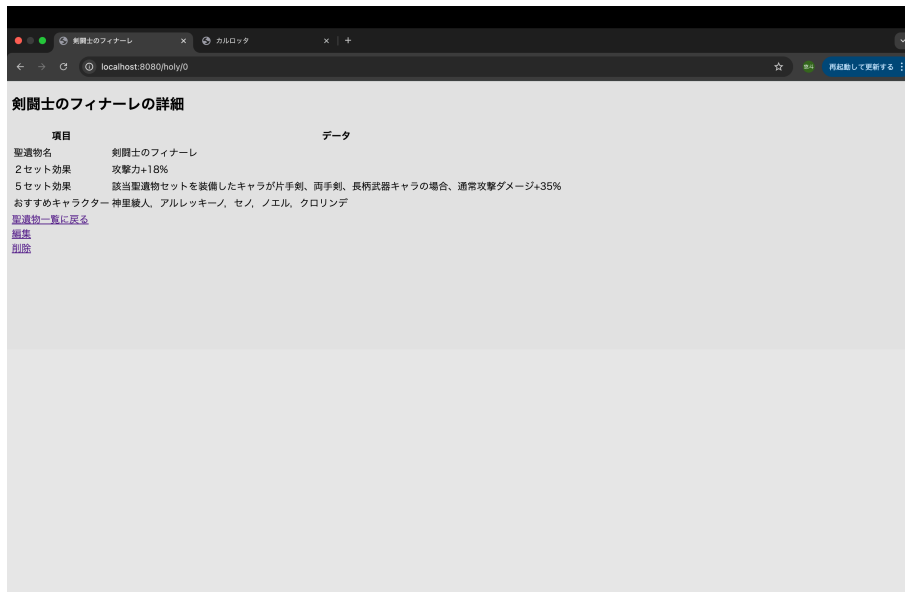 剣闘士のフィナーレ
カルロッタ
localhost:8080/holy/0
再起動して更新する
剣闘士のフィナーレの詳細
項目 データ
聖遺物名 剣闘士のフィナーレ
２セット効果 攻撃力+18%
５セット効果 該当聖遺物セットを装備したキャラが片手剣、両手剣、長柄武器キャラの場合、通常攻撃ダメージ+35%
おすすめキャラクター 神里綾人, アルレッキーノ, セノ, ノエル, クロリンデ
聖遺物一覧に戻る
編集
削除